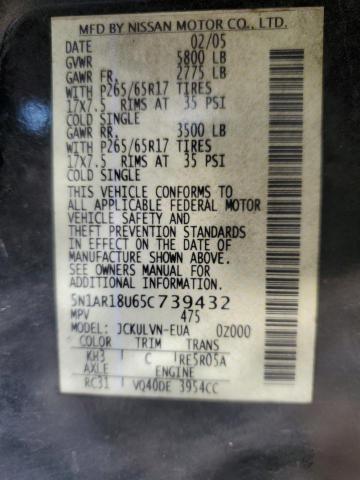 MFD BY NISSAN MOTOR CO., LTD.
DATE 02/05
GVWR 5800 LB
GAWR FR, 2775 LB
WITH P265/65R17 TIRES
17X7.5 RIMS AT 35 PSI
COLD SINGLE
GAWR RR, 3500 LB
WITH P265/65R17 TIRES
17X7.5 RIMS AT 35 PSI
COLD SINGLE
THIS VEHICLE CONFORMS TO
ALL APPLICABLE FEDERAL MOTOR
VEHICLE SAFETY AND
THEFT PREVENTION STANDARDS
IN EFFECT ON THE DATE OF
MANUFACTURE SHOWN ABOVE.
SEE OWNERS MANUAL FOR
ADDITIONAL INFORMATION.
5N1AR18U65C739432
MPV 475
MODEL JCKULVN-EUA 0Z000
COLOR TRIM TRANS
KH3 C RE5R05A
AXLE ENGINE
RC31 VQ40DE 3954CC